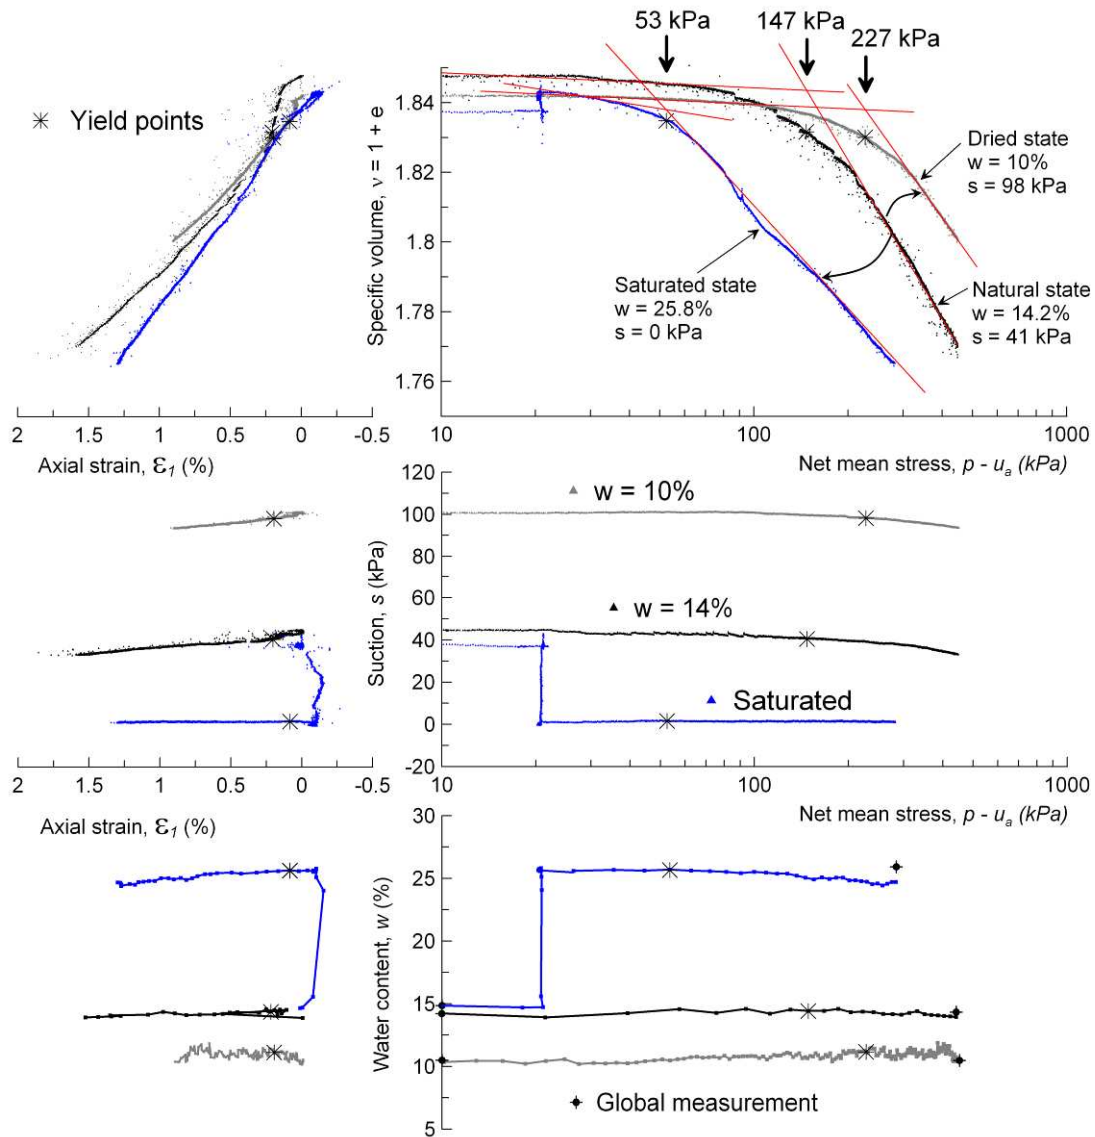 53 kPa
147 kPa
227 kPa
Yield points
Specific volume, ν = 1 + e
1.84
1.82
1.8
1.78
1.76
Dried state
w = 10%
s = 98 kPa
Saturated state
w = 25.8%
s = 0 kPa
Natural state
w = 14.2%
s = 41 kPa
2 1.5 1 0.5 0 -0.5
10 100 1000
Axial strain, ε1 (%)
Net mean stress, p - ua (kPa)
Suction, s (kPa)
120
100
80
60
40
20
0
-20
w = 10%
w = 14%
Saturated
2 1.5 1 0.5 0 -0.5
10 100 1000
Axial strain, ε1 (%)
Net mean stress, p - ua (kPa)
Water content, w (%)
30
25
20
15
10
5
Global measurement